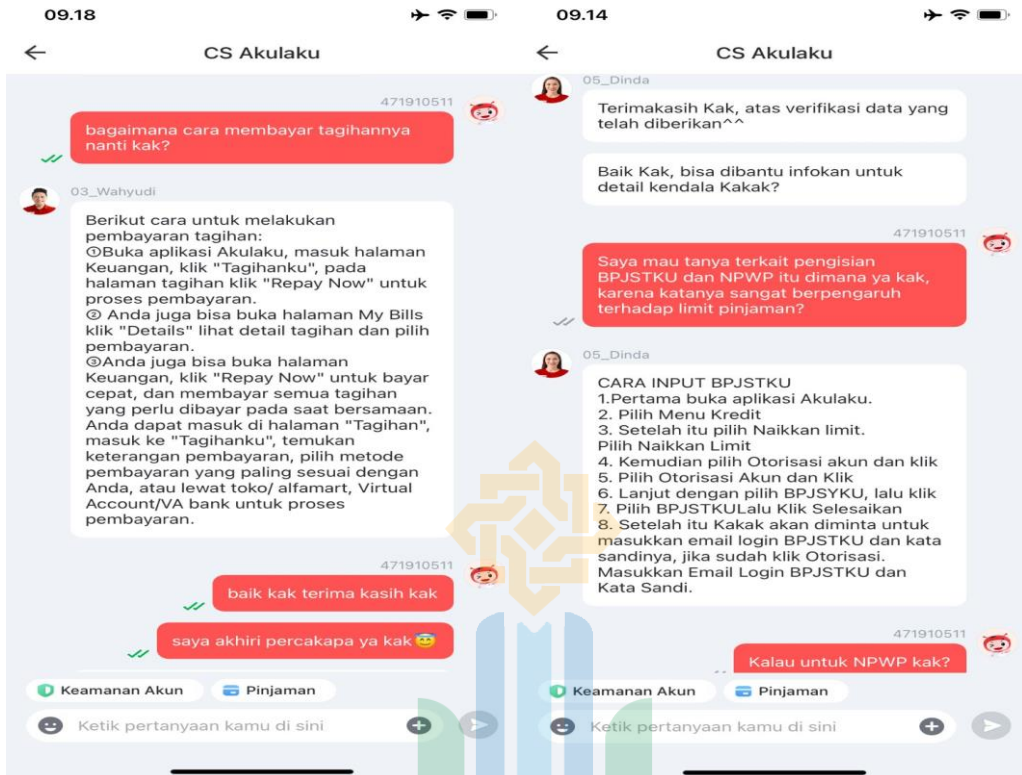 09.18
CS Akulaku
471910511
bagaimana cara membayar tagihannya
nanti kak?
03_Wahyudi
Berikut cara untuk melakukan
pembayaran tagihan:
①Buka aplikasi Akulaku, masuk halaman
Keuangan, klik "Tagihanku", pada
halaman tagihan klik "Repay Now" untuk
proses pembayaran.
② Anda juga bisa buka halaman My Bills
klik "Details" lihat detail tagihan dan pilih
pembayaran.
③Anda juga bisa buka halaman
Keuangan, klik "Repay Now" untuk bayar
cepat, dan membayar semua tagihan
yang perlu dibayar pada saat bersamaan.
Anda dapat masuk di halaman "Tagihan",
masuk ke "Tagihanku", temukan
keterangan pembayaran, pilih metode
pembayaran yang paling sesuai dengan
Anda, atau lewat toko/ alfamart, Virtual
Account/VA bank untuk proses
pembayaran.
471910511
baik kak terima kasih kak
saya akhiri percakapa ya kak😇
Keamanan Akun
Pinjaman
Ketik pertanyaan kamu di sini
09.14
CS Akulaku
05_Dinda
Terimakasih Kak, atas verifikasi data yang
telah diberikan^^
Baik Kak, bisa dibantu infokan untuk
detail kendala Kakak?
471910511
Saya mau tanya terkait pengisian
BPJSTKU dan NPWP itu dimana ya kak,
karena katanya sangat berpengaruh
terhadap limit pinjaman?
05_Dinda
CARA INPUT BPJSTKU
1.Pertama buka aplikasi Akulaku.
2. Pilih Menu Kredit
3. Setelah itu pilih Naikkan limit.
Pilih Naikkan Limit
4. Kemudian pilih Otorisasi akun dan klik
5. Pilih Otorisasi Akun dan Klik
6. Lanjut dengan pilih BPJSYKU, lalu klik
7. Pilih BPJSTKULalu Klik Selesaikan
8. Setelah itu Kakak akan diminta untuk
masukkan email login BPJSTKU dan kata
sandinya, jika sudah klik Otorisasi.
Masukkan Email Login BPJSTKU dan
Kata Sandi.
471910511
Kalau untuk NPWP kak?
Keamanan Akun
Pinjaman
Ketik pertanyaan kamu di sini